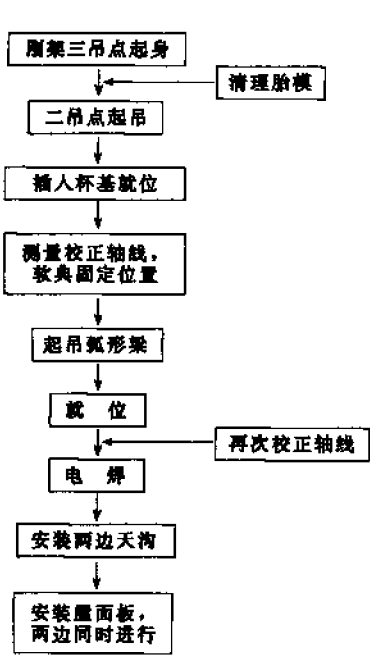 刚架三吊点起身
清理胎模
二吊点起吊
插人杯基就位
测量校正轴线，
软典固定位置
起吊弧形梁
就 位
再次校正轴线
电 焊
安装两边天沟
安装屋面板，
两边同时进行